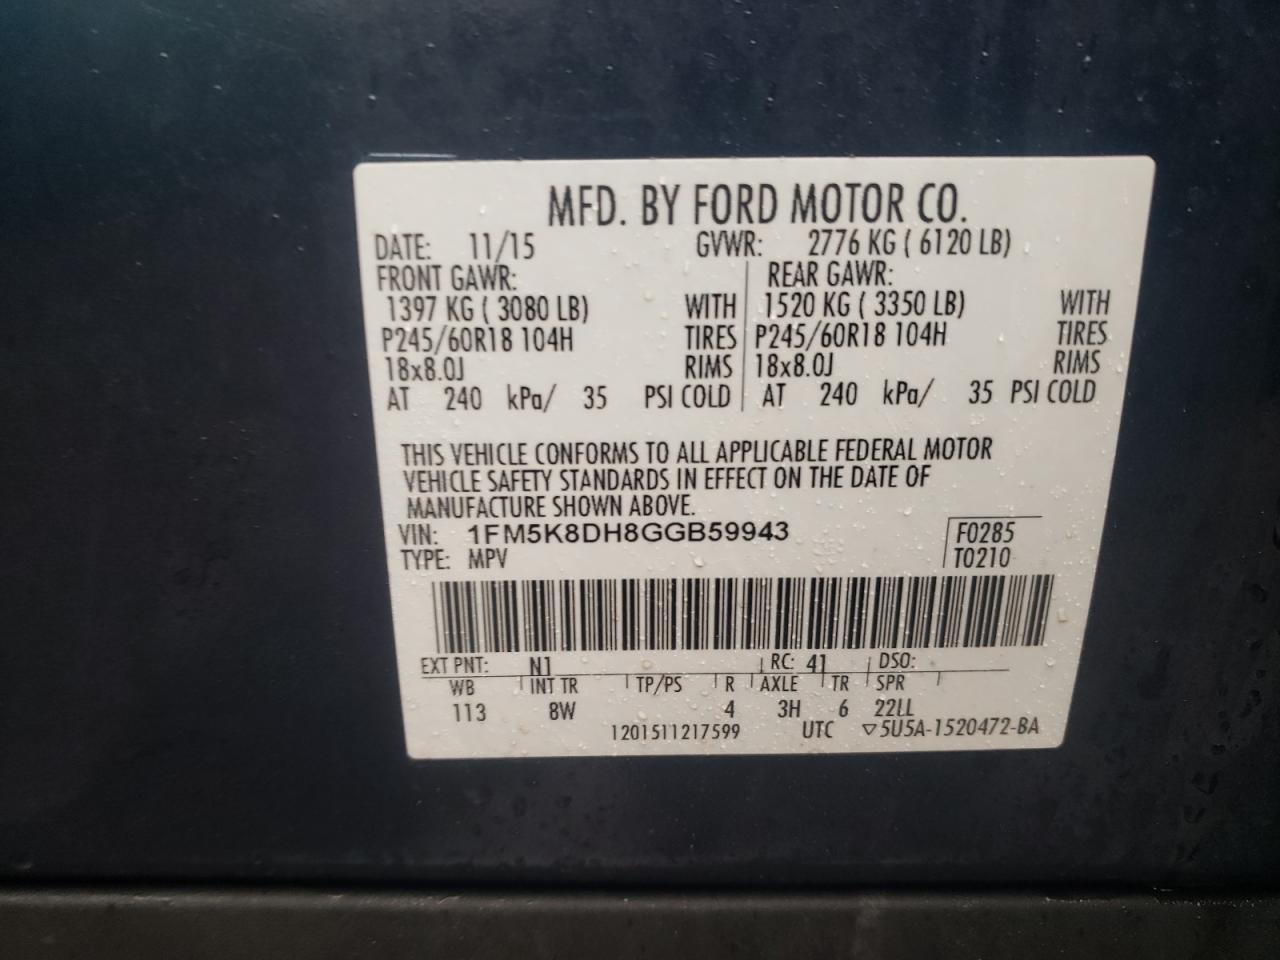 MFD. BY FORD MOTOR CO.
DATE: 11/15 GVWR: 2776 KG ( 6120 LB)
FRONT GAWR: REAR GAWR:
1397 KG ( 3080 LB) WITH 1520 KG ( 3350 LB) WITH
P245/60R18 104H TIRES P245/60R18 104H TIRES
18x8.0J RIMS 18x8.0J RIMS
AT 240 kPa/ 35 PSI COLD AT 240 kPa/ 35 PSI COLD
THIS VEHICLE CONFORMS TO ALL APPLICABLE FEDERAL MOTOR
VEHICLE SAFETY STANDARDS IN EFFECT ON THE DATE OF
MANUFACTURE SHOWN ABOVE.
VIN: 1FM5K8DH8GGB59943 F0285
TYPE: MPV T0210
EXT PNT: N1 RC: 41 DSO:
WB INT TR TP/PS R AXLE TR SPR
113 8W 4 3H 6 22LL
1201511217599 UTC ▽5U5A-1520472-BA